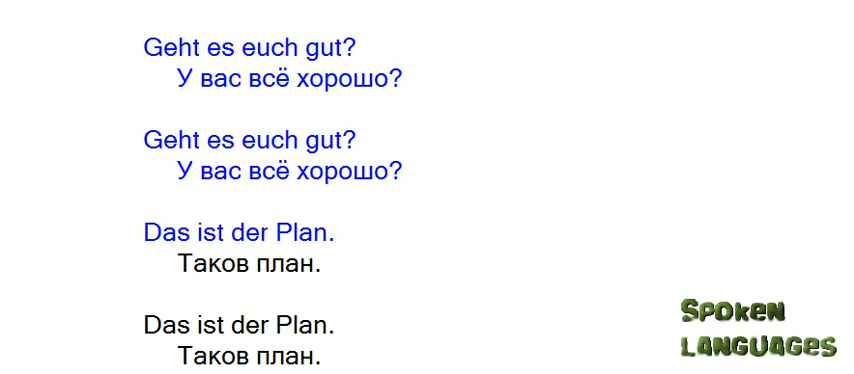 Geht es euch gut?
У вас всё хорошо?
Geht es euch gut?
У вас всё хорошо?
Das ist der Plan.
Таков план.
Das ist der Plan.
Таков план.
Spoken
Languages